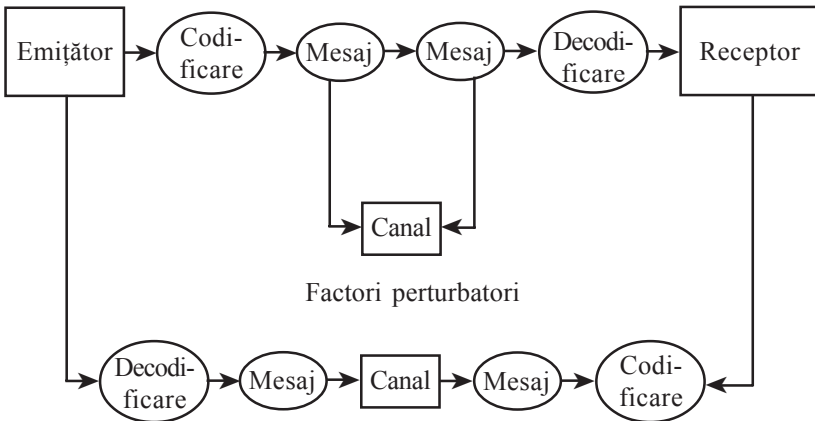 Emițător
Codi-
ficare
Mesaj
Mesaj
Decodi-
ficare
Receptor
Canal
Factori perturbatori
Decodi-
ficare
Mesaj
Canal
Mesaj
Codi-
ficare